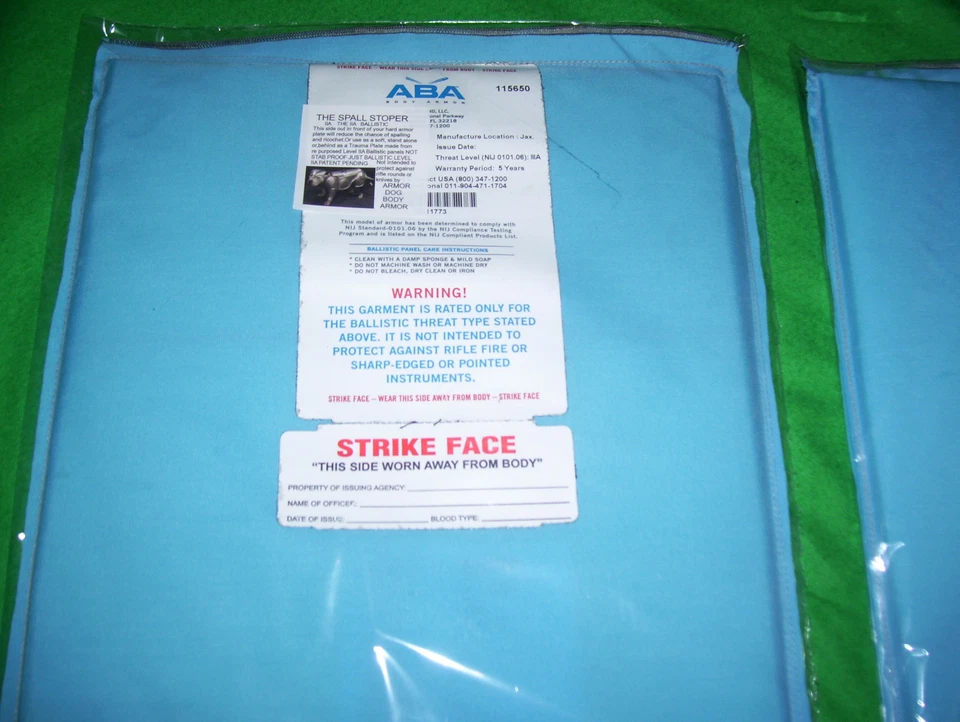 STRIKE FACE -- WEAR THIS SIDE AWAY FROM BODY -- STRIKE FACE
ABA
BODY ARMOR
115650
LLC.
onal Parkway
FL 32218
7-1200
THE SPALL STOPER
IIA - THE IIA BALLISTIC
This side out in front of your hard armor
plate will reduce the chance of spalling
and ricochet.Or use as a soft, stand alone
or,behind as a Trauma Plate made from
re purposed Level IIA Ballistic panels NOT
STAB PROOF-JUST BALLISTIC LEVEL
IIA PATENT PENDING
Not intended to
protect against
rifle rounds or
knives by
ARMOR
DOG
BODY
ARMOR
Manufacture Location : Jax.
Issue Date:
Threat Level (NIJ 0101.06): IIA
Warranty Period: 5 Years
ct USA (800) 347-1200
onal 011-904-471-1704
1773
This model of armor has been determined to comply with
NIJ Standard-0101.06 by the NIJ Compliance Testing
Program and is listed on the NIJ Compliant Products List.
BALLISTIC PANEL CARE INSTRUCTIONS
* CLEAN WITH A DAMP SPONGE & MILD SOAP
* DO NOT MACHINE WASH OR MACHINE DRY
* DO NOT BLEACH, DRY CLEAN OR IRON
WARNING!
THIS GARMENT IS RATED ONLY FOR
THE BALLISTIC THREAT TYPE STATED
ABOVE. IT IS NOT INTENDED TO
PROTECT AGAINST RIFLE FIRE OR
SHARP-EDGED OR POINTED
INSTRUMENTS.
STRIKE FACE -- WEAR THIS SIDE AWAY FROM BODY -- STRIKE FACE
STRIKE FACE
"THIS SIDE WORN AWAY FROM BODY"
PROPERTY OF ISSUING AGENCY:
NAME OF OFFICER:
DATE OF ISSUE: BLOOD TYPE: